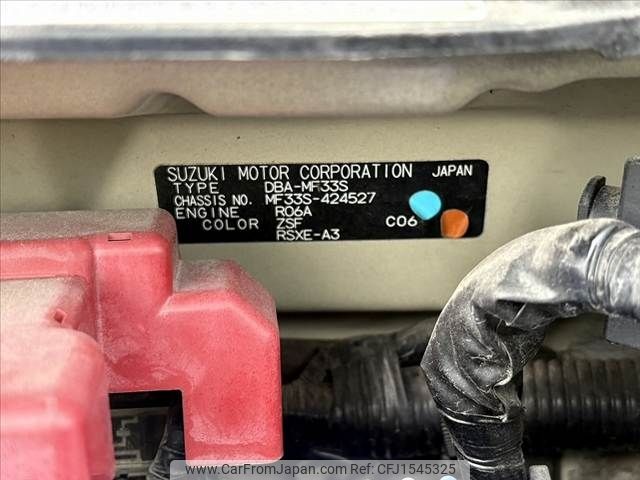 SUZUKI MOTOR CORPORATION JAPAN
TYPE DBA-MF33S
CHASSIS NO. MF33S-424527
ENGINE R06A
COLOR ZSF C06
RSXE-A3
www.CarFromJapan.com © CarFromJapan - CFJ1545325